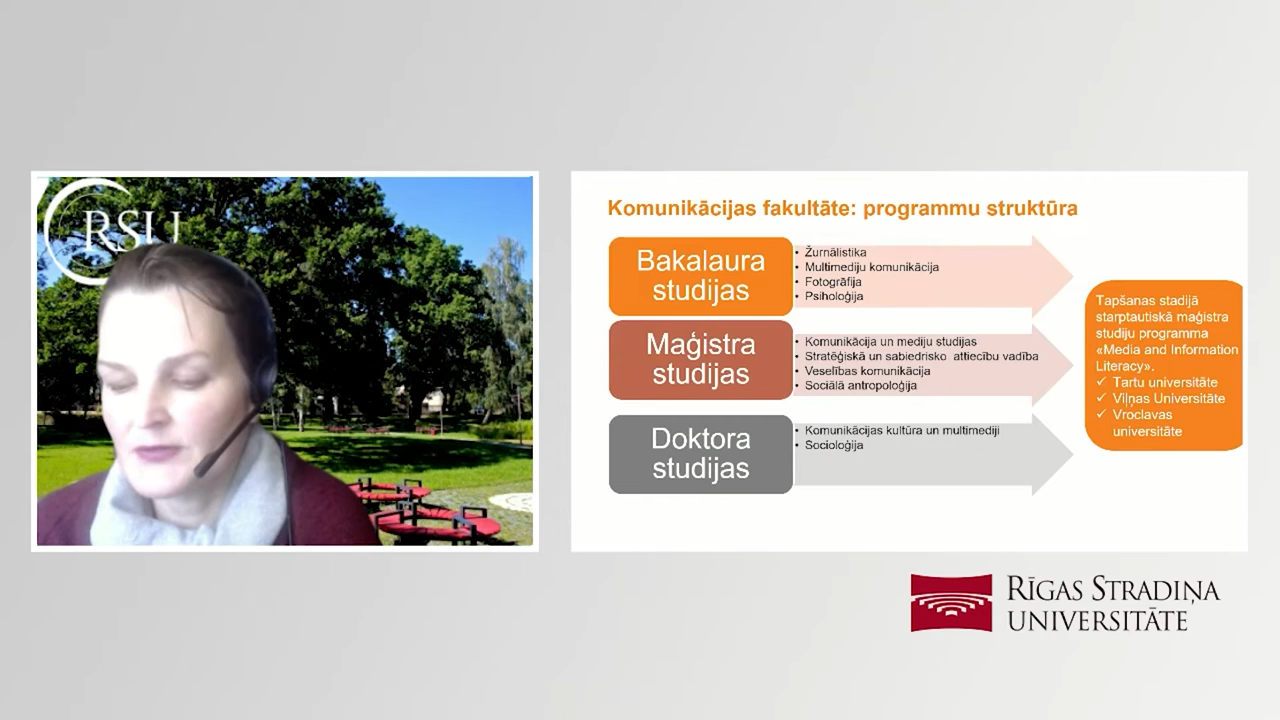 RSU
Komunikācijas fakultāte: programmu struktūra
Bakalaura
studijas
• Žurnālistika
• Multimediju komunikācija
• Fotogrāfija
• Psiholoģija
Maģistra
studijas
• Komunikācija un mediju studijas
• Stratēģiskā un sabiedrisko attiecību vadība
• Veselības komunikācija
• Sociālā antropoloģija
Doktora
studijas
• Komunikācijas kultūra un multimediji
• Socioloģija
Tapšanas stadijā
starptautiskā maģistra
studiju programma
«Media and Information
Literacy».
✓ Tartu universitāte
✓ Viļņas Universitāte
✓ Vroclavas
universitāte
RĪGAS STRADIŅA
UNIVERSITĀTE